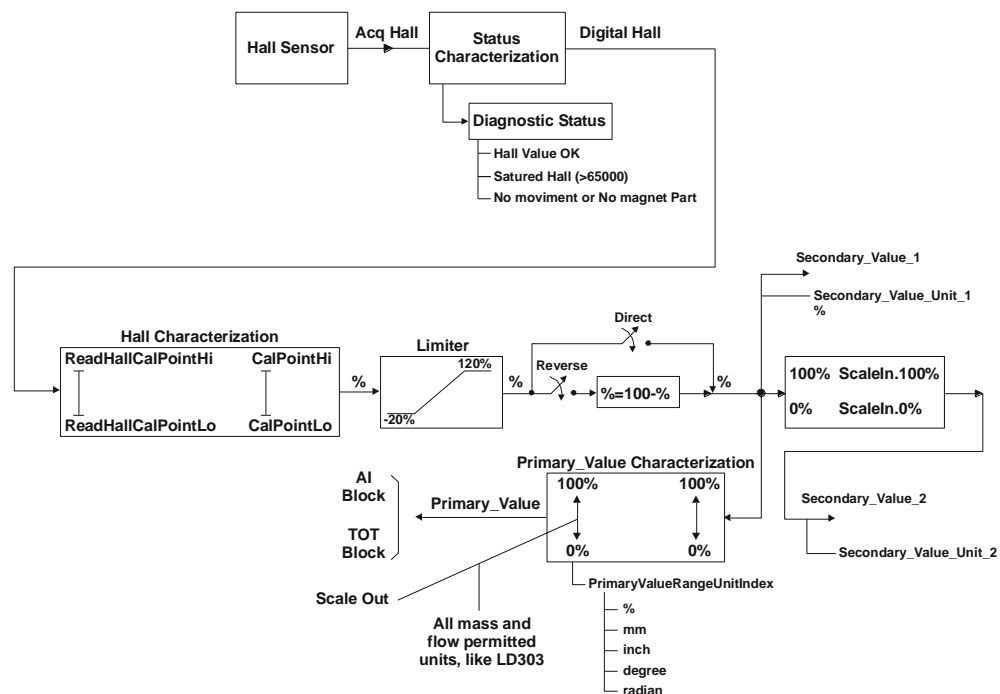 Hall Sensor
Acq Hall
Status
Characterization
Digital Hall
Diagnostic Status
Hall Value OK
Satured Hall (>65000)
No moviment or No magnet Part
Secondary_Value_1
Secondary_Value_Unit_1
%
Hall Characterization
ReadHallCalPointHi CalPointHi
ReadHallCalPointLo CalPointLo
%
Limiter
120%
-20%
%
Direct
Reverse
%=100-%
%
100% ScaleIn.100%
0% ScaleIn.0%
Primary_Value Characterization
100% 100%
0% 0%
AI
Block
TOT
Block
Primary_Value
Scale Out
All mass and
flow permitted
units, like LD303
PrimaryValueRangeUnitIndex
%
mm
inch
degree
radian
Secondary_Value_2
Secondary_Value_Unit_2